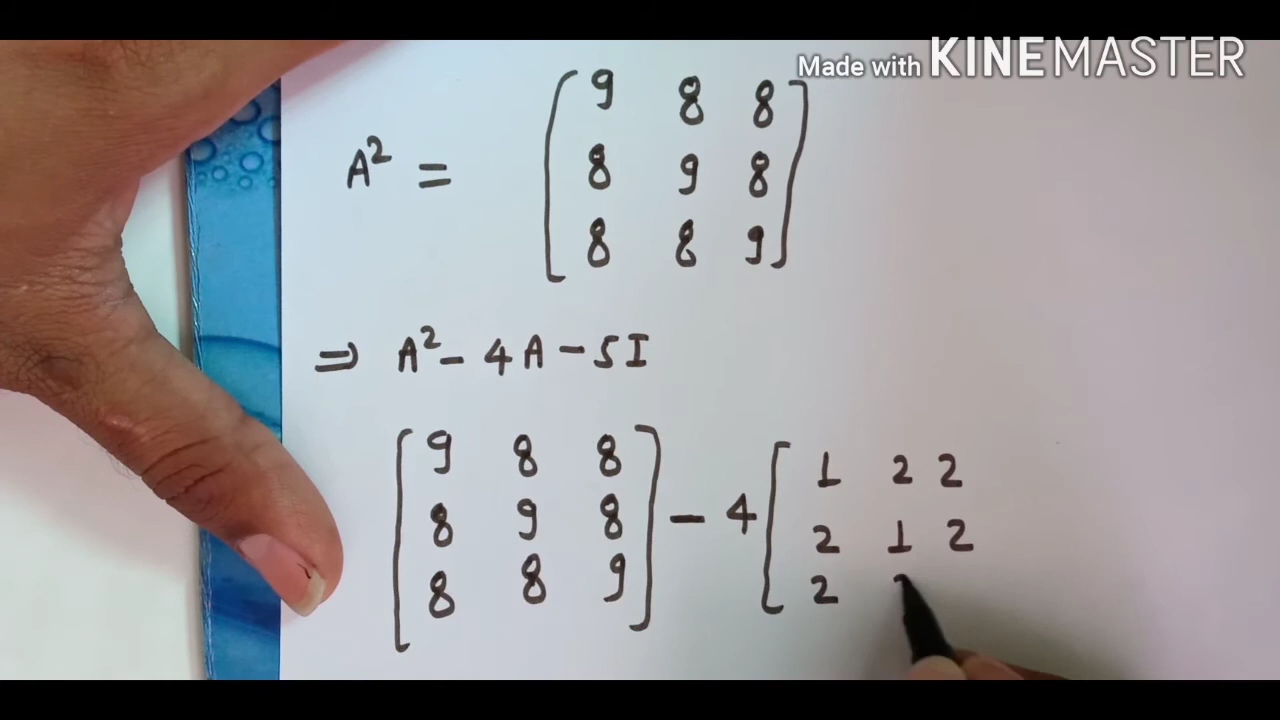 Made with KINEMASTER
A² = [9 8 8
8 9 8
8 8 9]
⇒ A² - 4A - 5I
[9 8 8
8 9 8
8 8 9] - 4 [1 2 2
2 1 2
2